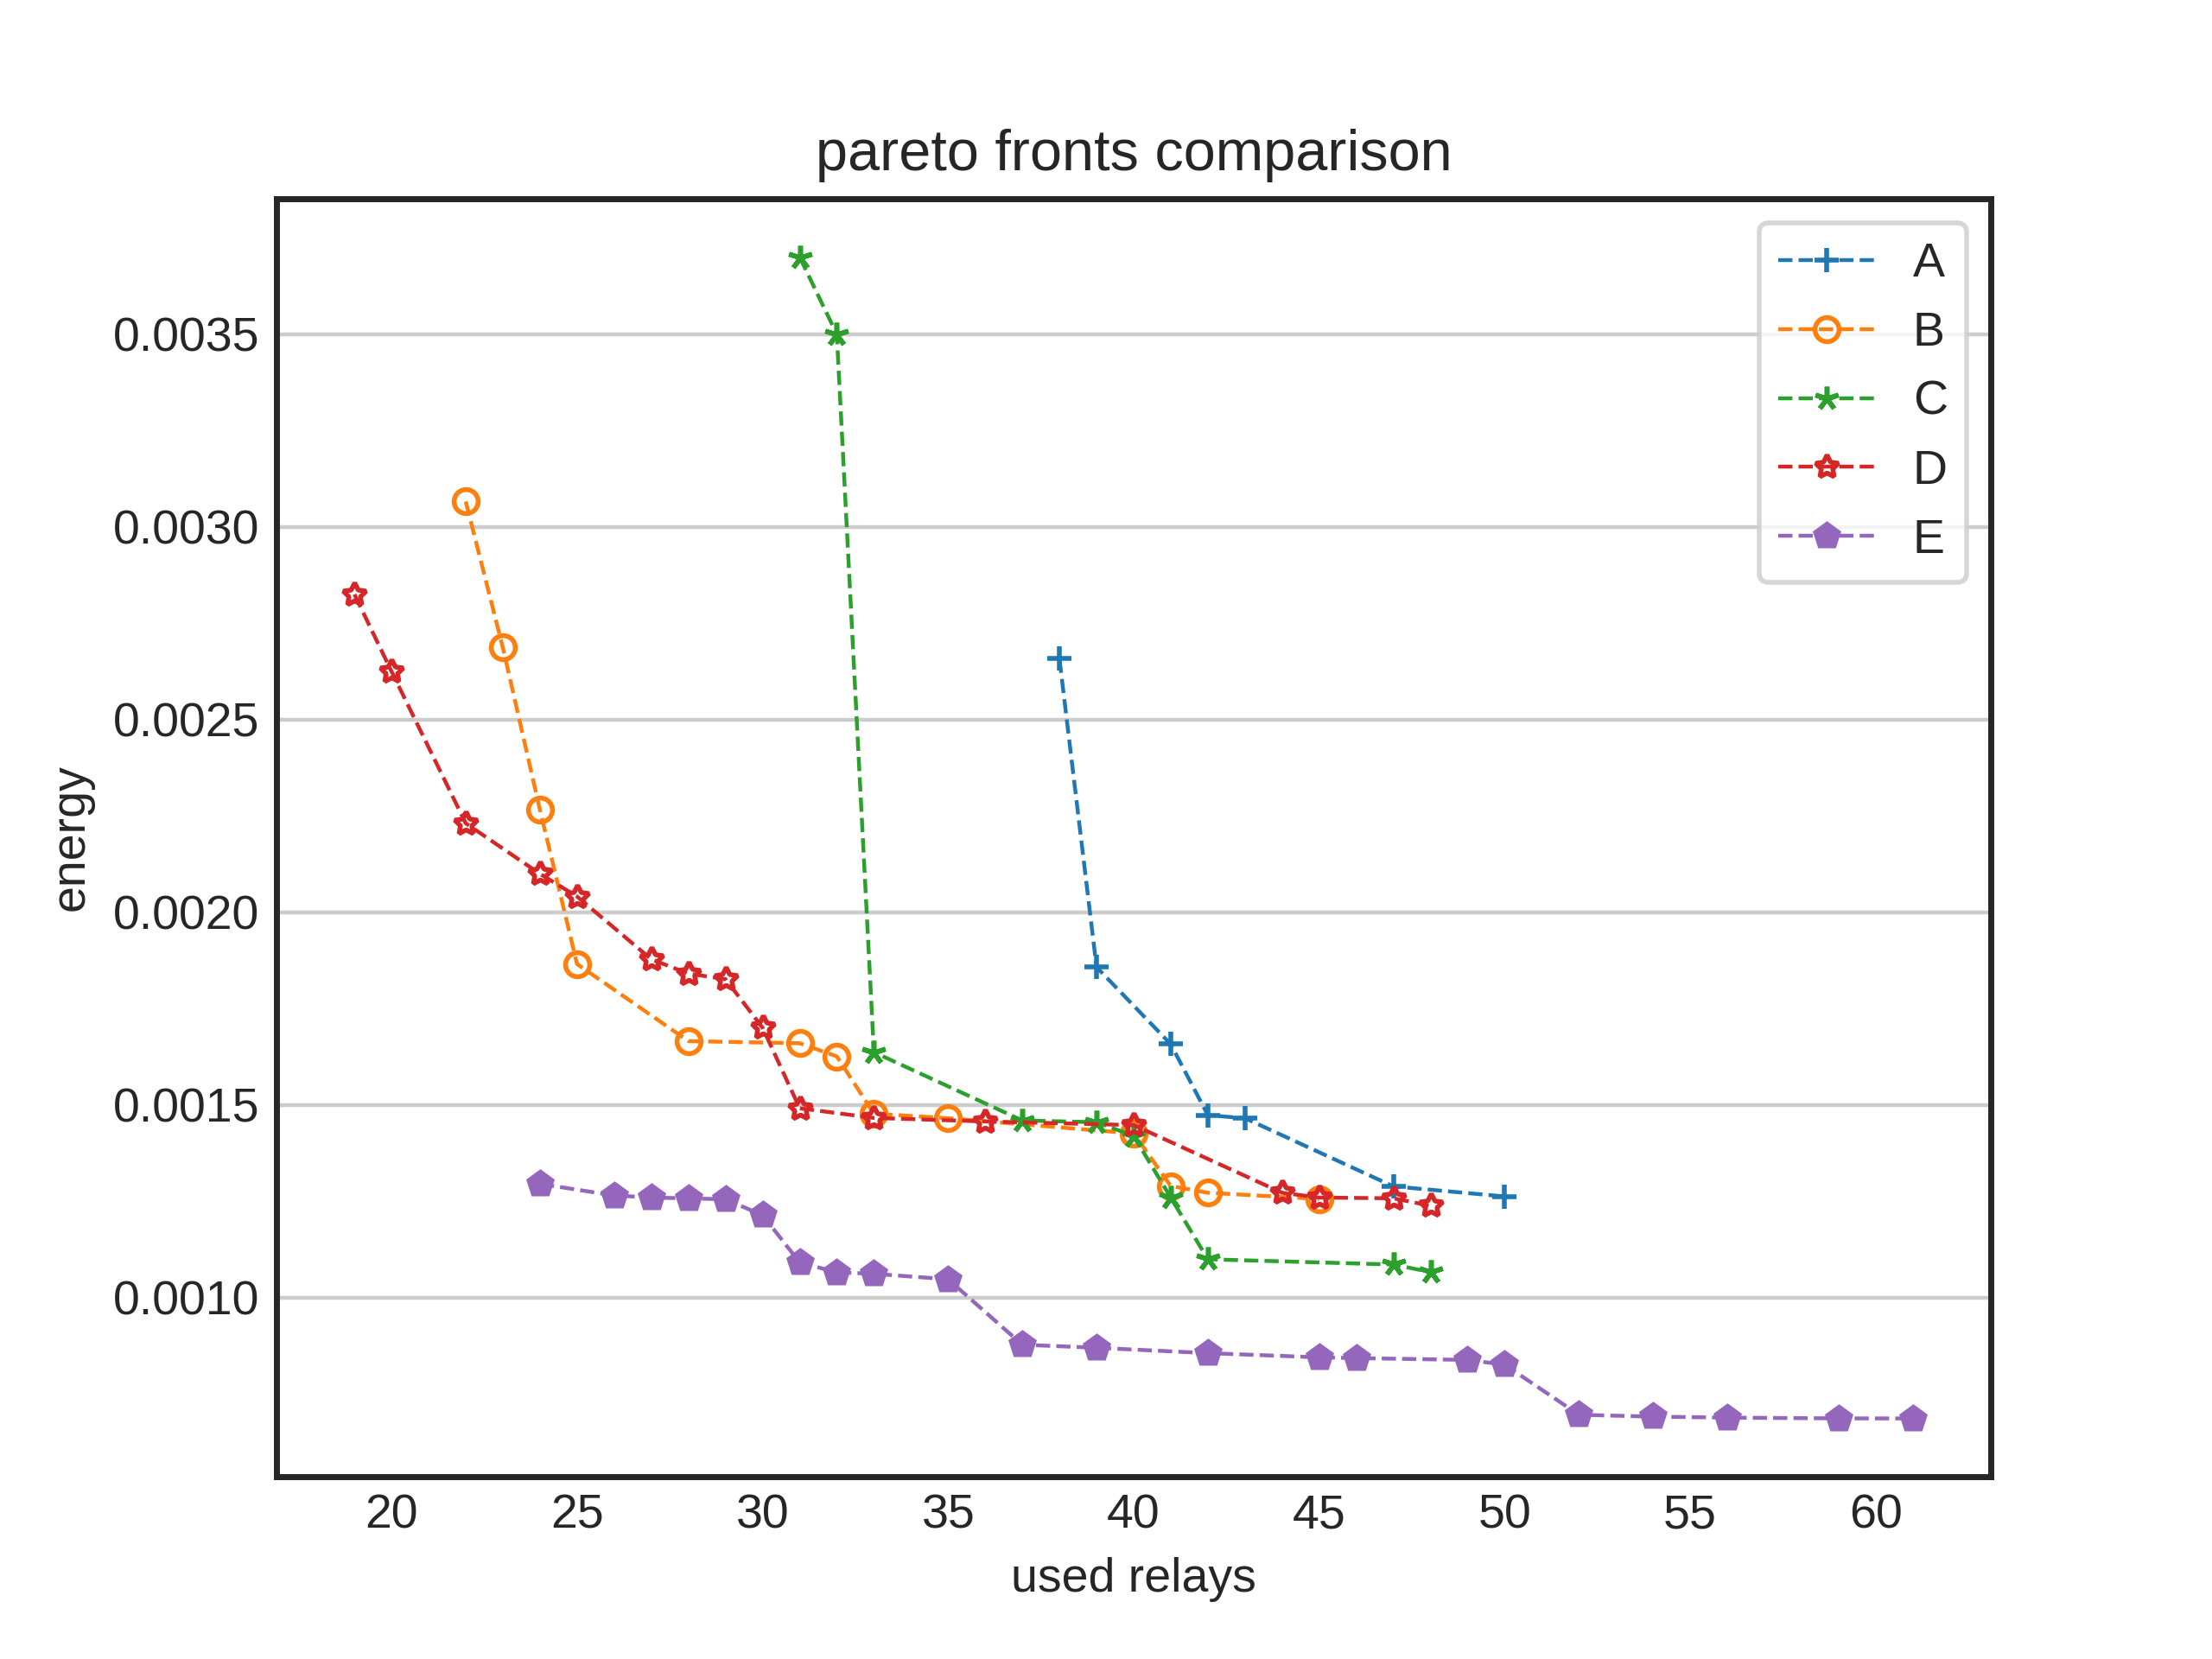 pareto fronts comparison
A
B
C
D
E
0.0035
0.0030
0.0025
0.0020
0.0015
0.0010
energy
20 25 30 35 40 45 50 55 60
used relays